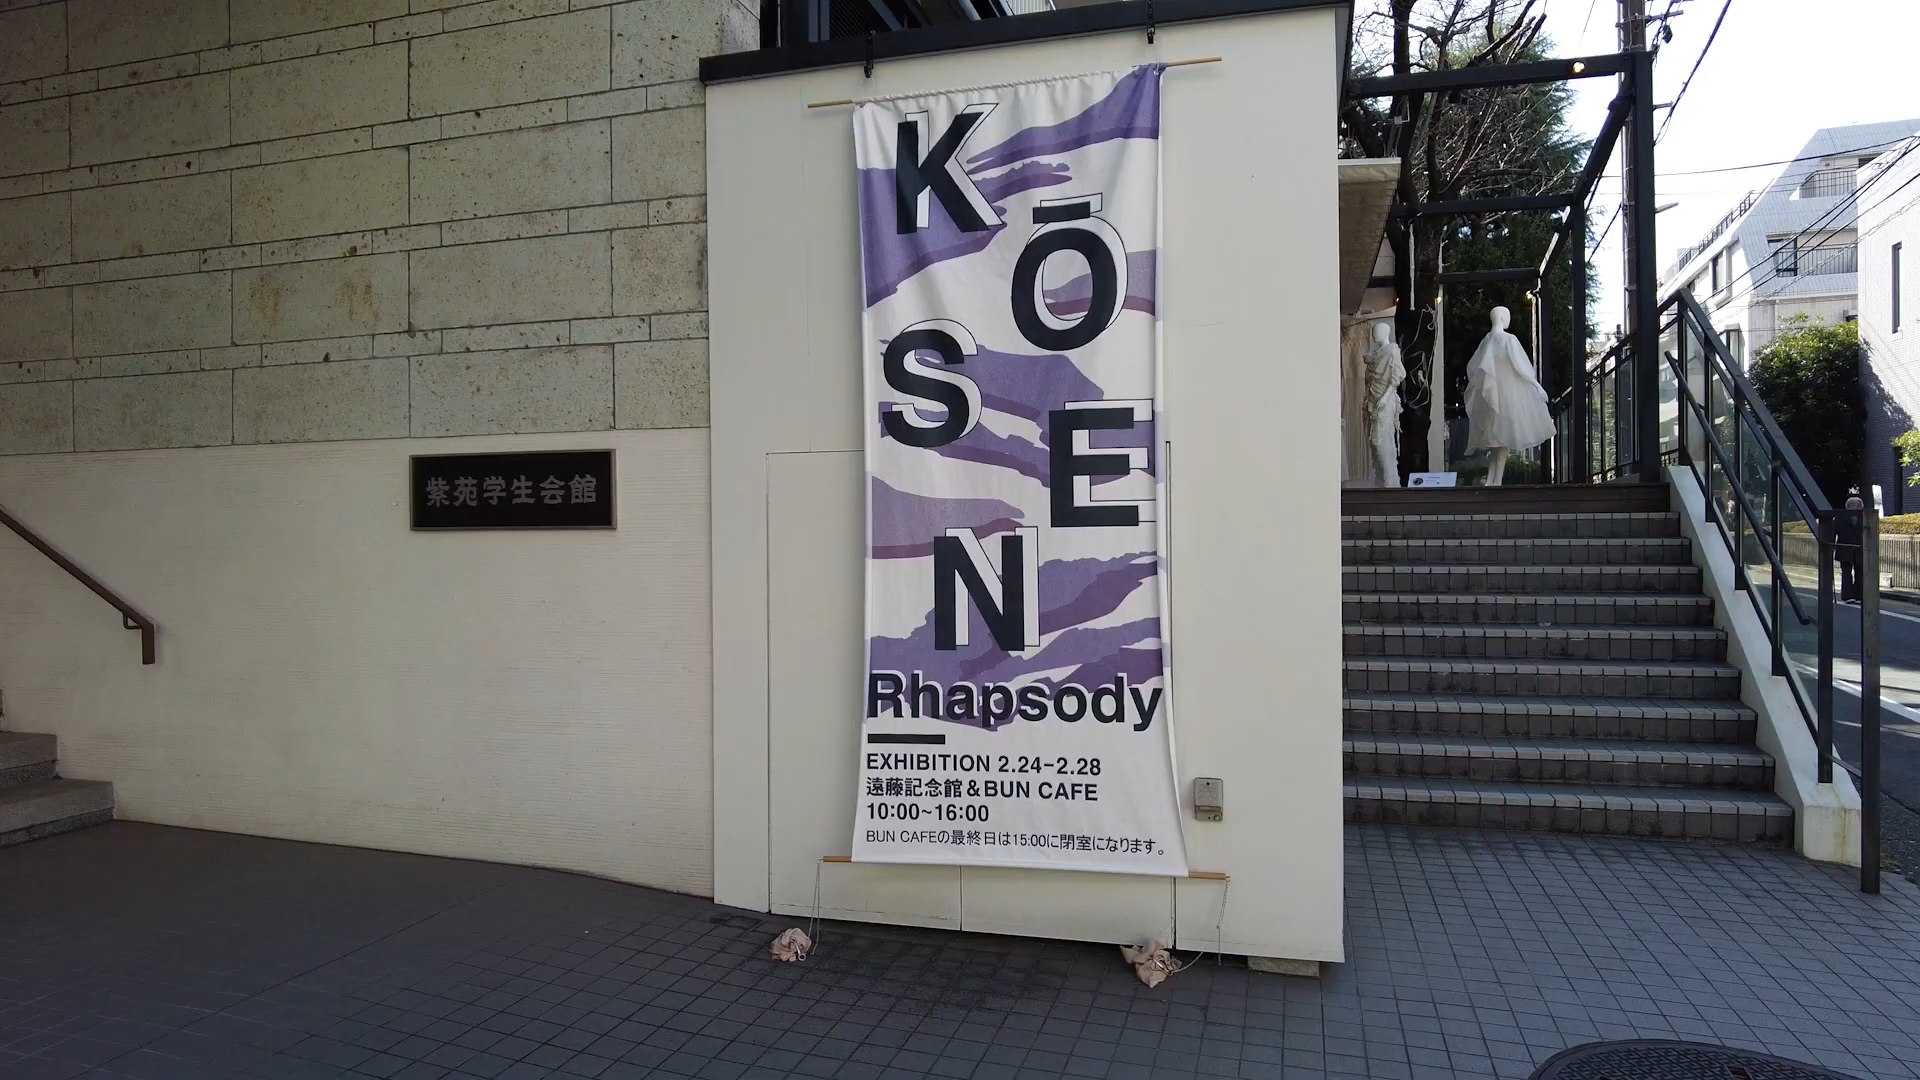 紫苑学生会館
KŌSEN
Rhapsody
EXHIBITION 2.24-2.28
遠藤記念館&BUN CAFE
10:00~16:00
BUN CAFEの最終日は15:00に閉室になります。